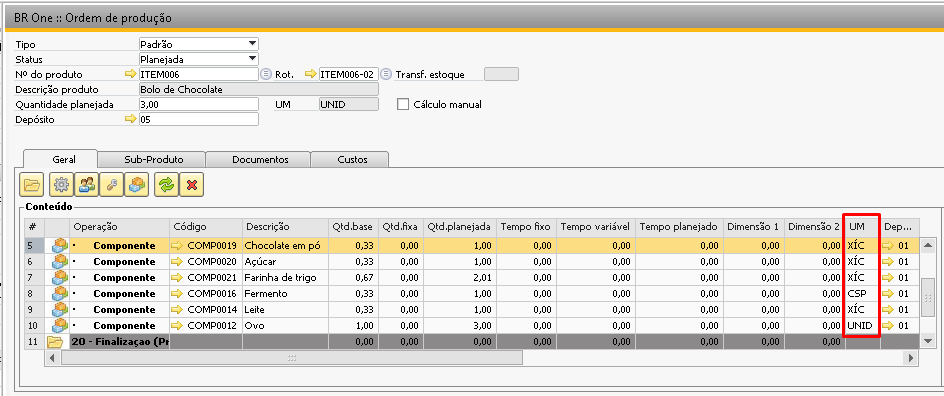 BR One :: Ordem de produção
Tipo Padrão
Status Planejada
Nº do produto ITEM006 Rot. ITEM006-02 Transf. estoque
Descrição produto Bolo de Chocolate
Quantidade planejada 3,00 UM UNID Cálculo manual
Depósito 05
Geral Sub-Produto Documentos Custos
Conteúdo
# Operação Código Descrição Qtd.base Qtd.fixa Qtd.planejada Tempo fixo Tempo variável Tempo planejado Dimensão 1 Dimensão 2 UM Dep...
5 Componente COMP0019 Chocolate em pó 0,33 0,00 1,00 0,00 0,00 0,00 0,00 0,00 XÍC 01
6 Componente COMP0020 Açúcar 0,33 0,00 1,00 0,00 0,00 0,00 0,00 0,00 XÍC 01
7 Componente COMP0021 Farinha de trigo 0,67 0,00 2,01 0,00 0,00 0,00 0,00 0,00 XÍC 01
8 Componente COMP0016 Fermento 0,33 0,00 1,00 0,00 0,00 0,00 0,00 0,00 CSP 01
9 Componente COMP0014 Leite 0,33 0,00 1,00 0,00 0,00 0,00 0,00 0,00 XÍC 01
10 Componente COMP0012 Ovo 1,00 0,00 3,00 0,00 0,00 0,00 0,00 0,00 UNID 01
11 20 - Finalizaçao (Pr 0,00 0,00 0,00 0,00 0,00 0,00 0,00 0,00